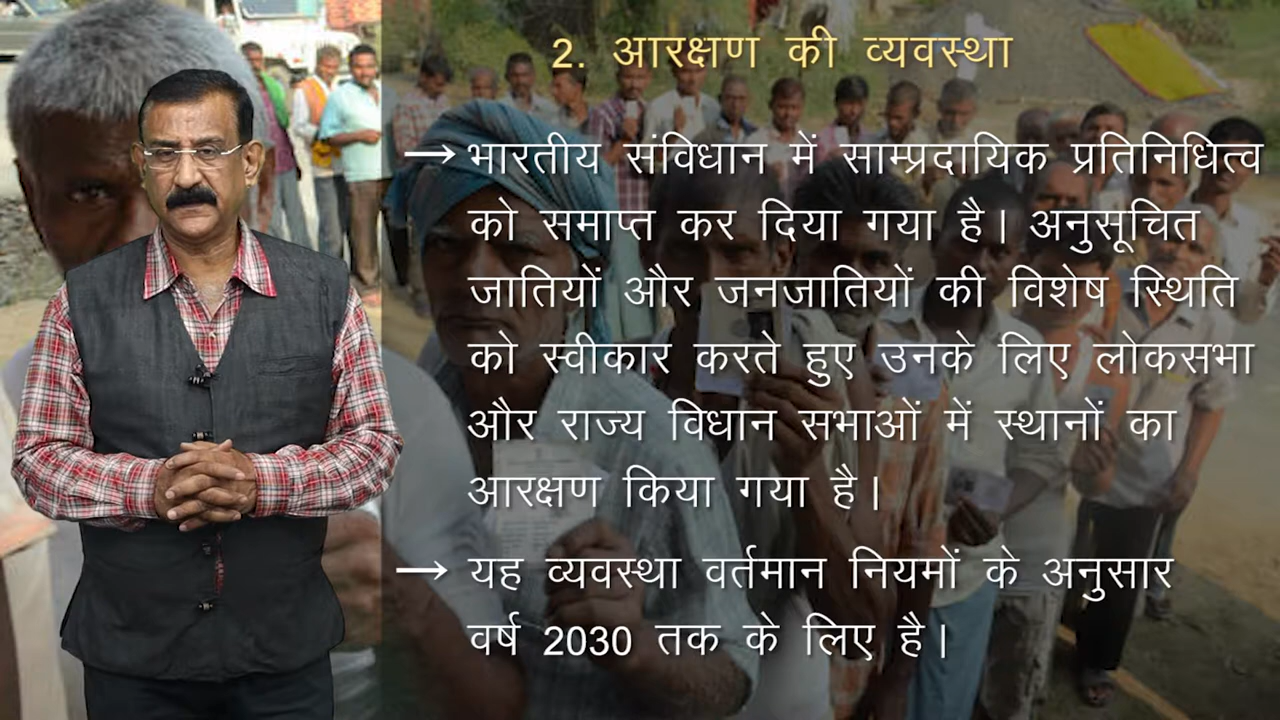 2. आरक्षण की व्यवस्था
→ भारतीय संविधान में साम्प्रदायिक प्रतिनिधित्व
को समाप्त कर दिया गया है। अनुसूचित
जातियों और जनजातियों की विशेष स्थिति
को स्वीकार करते हुए उनके लिए लोकसभा
और राज्य विधान सभाओं में स्थानों का
आरक्षण किया गया है।
→ यह व्यवस्था वर्तमान नियमों के अनुसार
वर्ष 2030 तक के लिए है।